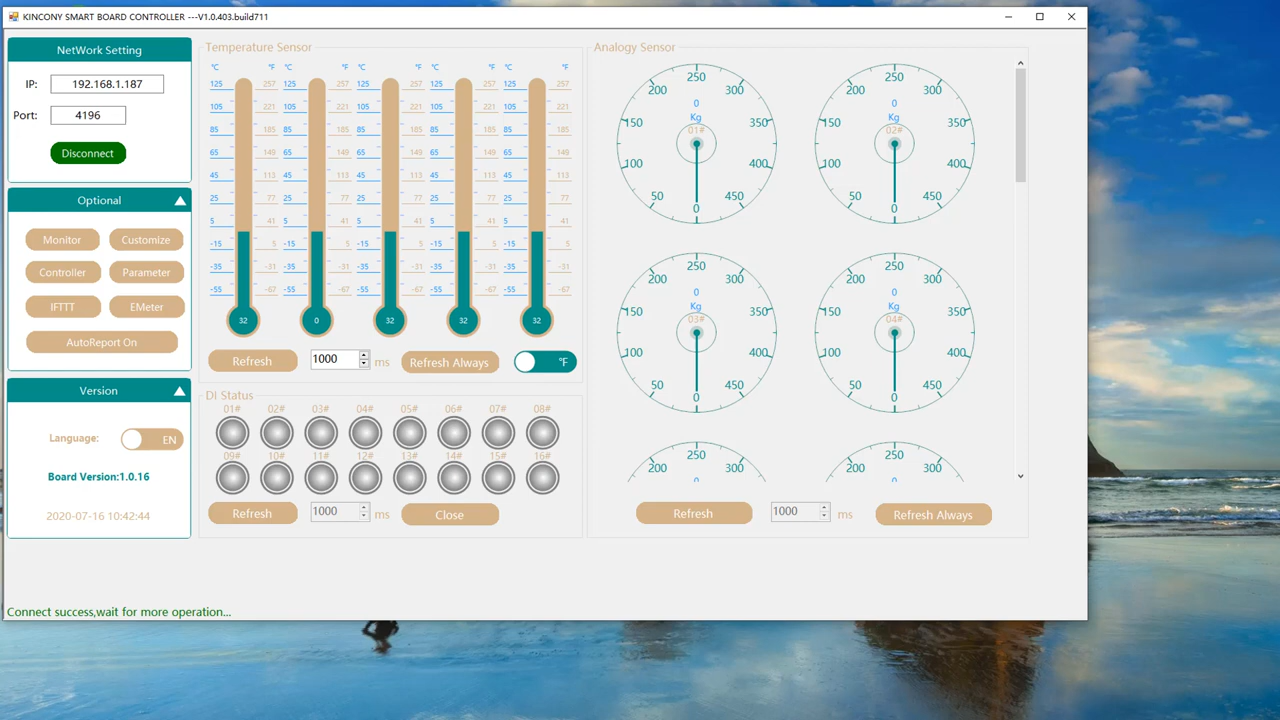 KINCONY SMART BOARD CONTROLLER ---V1.0.403.build711
NetWork Setting
IP: 192.168.1.187
Port: 4196
Disconnect
Optional
Monitor Customize
Controller Parameter
IFTTT EMeter
AutoReport On
Version
Language: EN
Board Version:1.0.16
2020-07-16 10:42:44
Temperature Sensor
°C °F °C °F °C °F °C °F °C °F
125 257 125 257 125 257 125 257 125 257
105 221 105 221 105 221 105 221 105 221
85 185 85 185 85 185 85 185 85 185
65 149 65 149 65 149 65 149 65 149
45 113 45 113 45 113 45 113 45 113
25 77 25 77 25 77 25 77 25 77
5 41 5 41 5 41 5 41 5 41
-15 5 -15 5 -15 5 -15 5 -15 5
-35 -31 -35 -31 -35 -31 -35 -31 -35 -31
-55 -67 -55 -67 -55 -67 -55 -67 -55 -67
32 0 32 32 32
Refresh 1000 ms Refresh Always °F
DI Status
01# 02# 03# 04# 05# 06# 07# 08#
09# 10# 11# 12# 13# 14# 15# 16#
Refresh 1000 ms Close
Analogy Sensor
250 250
200 300 200 300
0 0
Kg Kg
150 350 150 350
01# 02#
100 400 100 400
50 450 50 450
0 0
250 250
200 300 200 300
0 0
Kg Kg
150 350 150 350
03# 04#
100 400 100 400
50 450 50 450
0 0
250 250
200 300 200 300
Refresh 1000 ms Refresh Always
Connect success,wait for more operation...